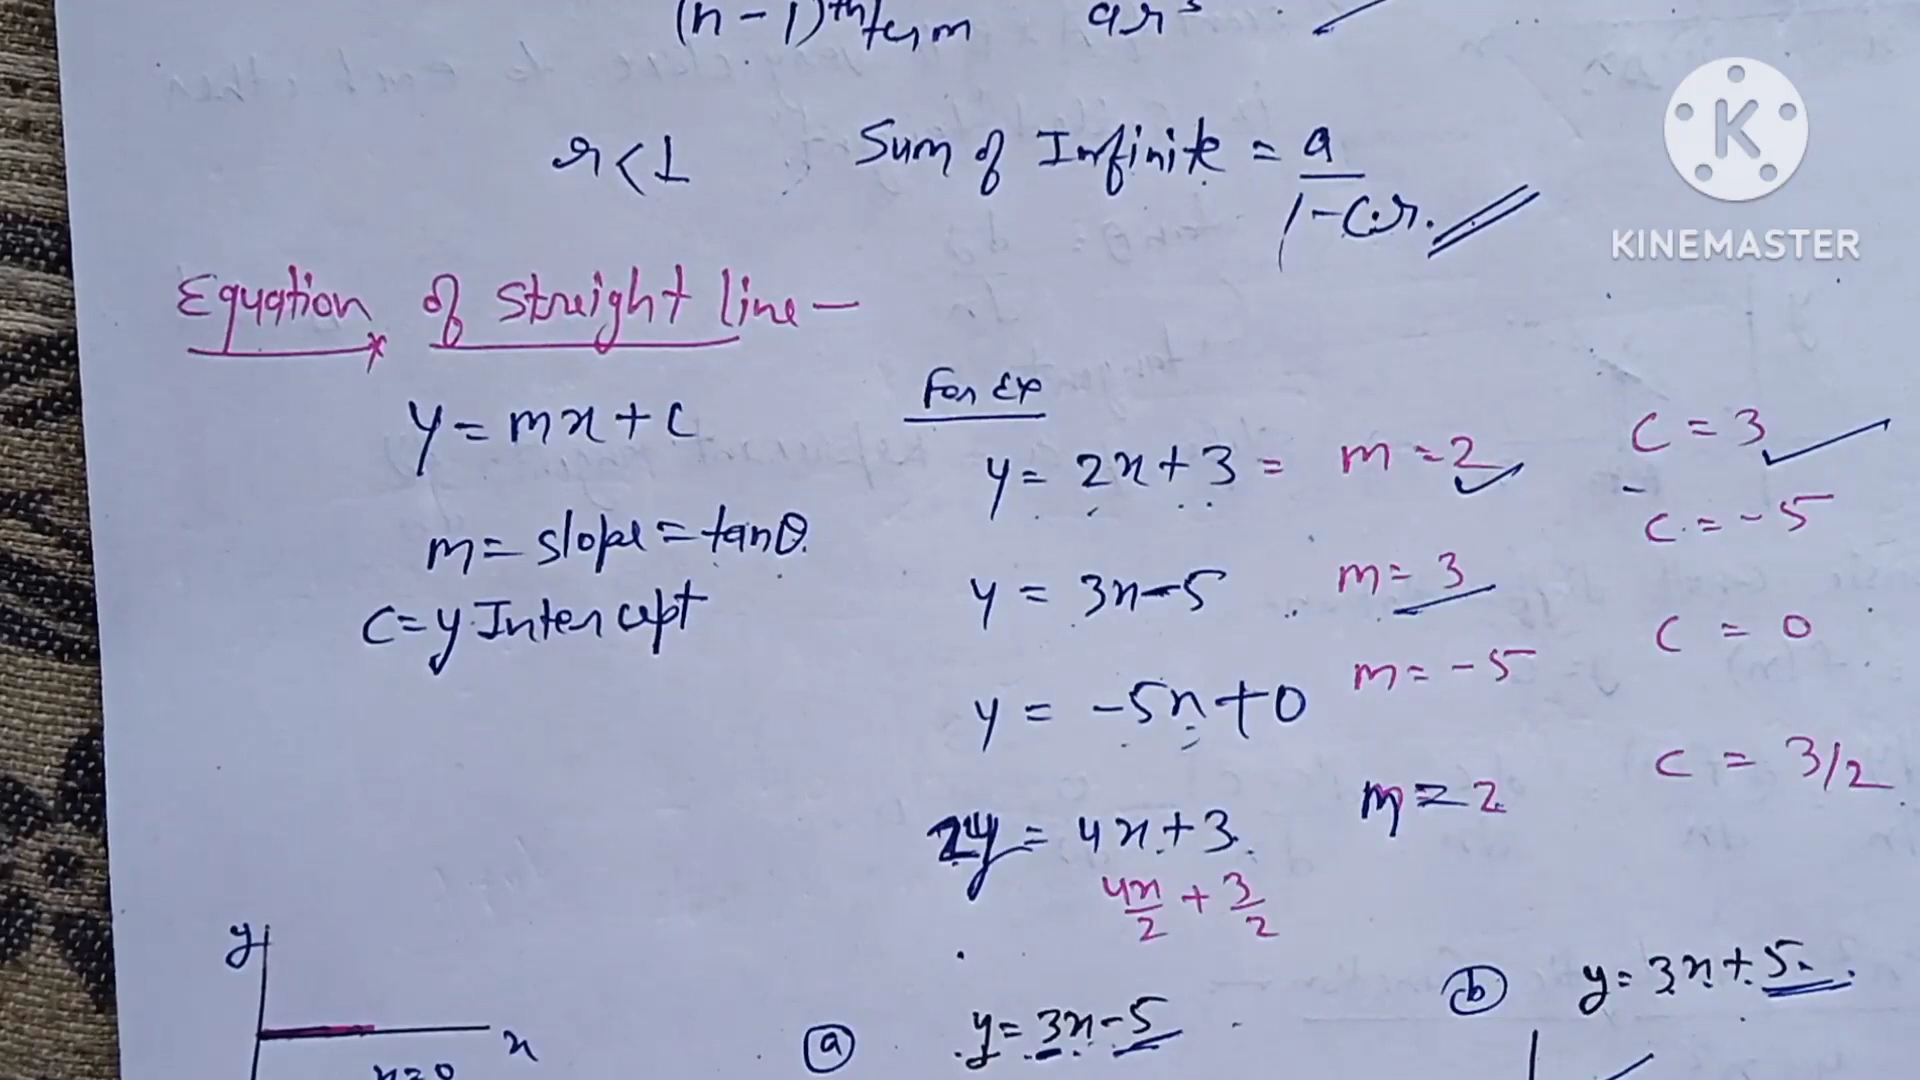 (n-1)th term ar³
r<1 Sum of Infinite = a/1-C.r.
K
KINEMASTER
Equation of Streight line -
For Ex
y = mx + c
y = 2x + 3 = m = 2 C = 3
m = slope = tanθ
C = -5
y = 3x - 5 m = 3
C = y Intercept
C = 0
y = -5x + 0 m = -5
2y = 4x + 3 m = 2 C = 3/2
4x/2 + 3/2
y
(a) y = 3x - 5 (b) y = 3x + 5
x